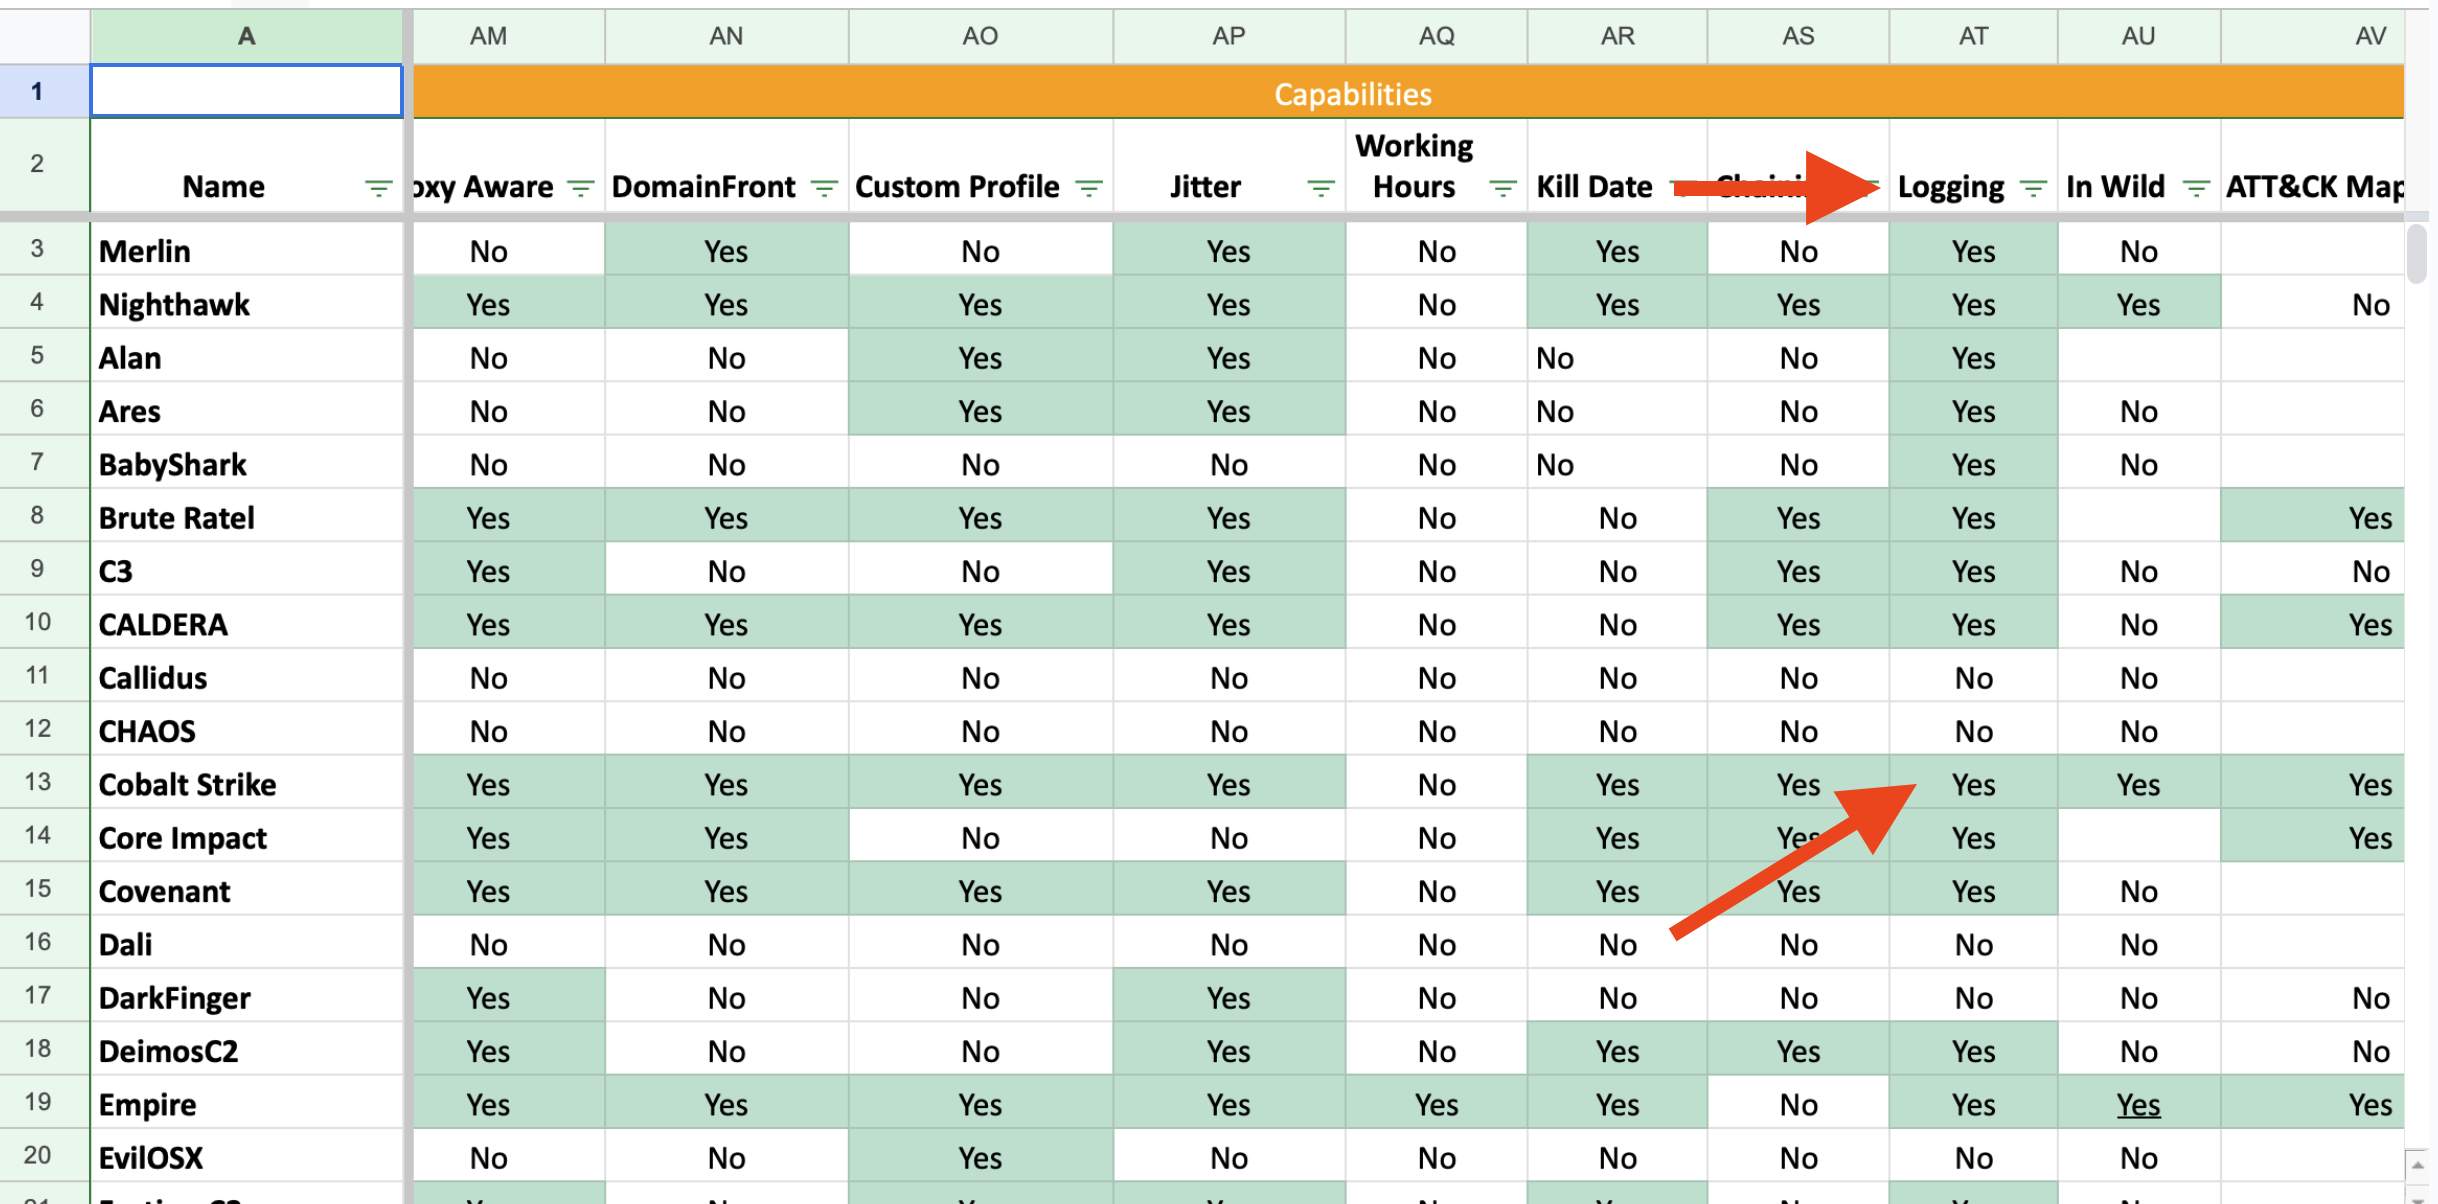 A AM AN AO AP AQ AR AS AT AU AV
1 Capabilities
2 Name oxy Aware DomainFront Custom Profile Jitter Working Hours Kill Date Logging In Wild ATT&CK Map
3 Merlin No Yes No Yes No Yes No Yes No
4 Nighthawk Yes Yes Yes Yes No Yes Yes Yes Yes No
5 Alan No No Yes Yes No No No Yes
6 Ares No No Yes Yes No No No Yes No
7 BabyShark No No No No No No No Yes No
8 Brute Ratel Yes Yes Yes Yes No No Yes Yes Yes
9 C3 Yes No No Yes No No Yes Yes No No
10 CALDERA Yes Yes Yes Yes No No Yes Yes No Yes
11 Callidus No No No No No No No No No
12 CHAOS No No No No No No No No No
13 Cobalt Strike Yes Yes Yes Yes No Yes Yes Yes Yes Yes
14 Core Impact Yes Yes No No No Yes Yes Yes Yes
15 Covenant Yes Yes Yes Yes No Yes Yes Yes No
16 Dali No No No No No No No No No
17 DarkFinger Yes No No Yes No No No No No No
18 DeimosC2 Yes No No Yes No Yes Yes Yes No No
19 Empire Yes Yes Yes Yes Yes Yes No Yes Yes Yes
20 EvilOSX No No Yes No No No No No No